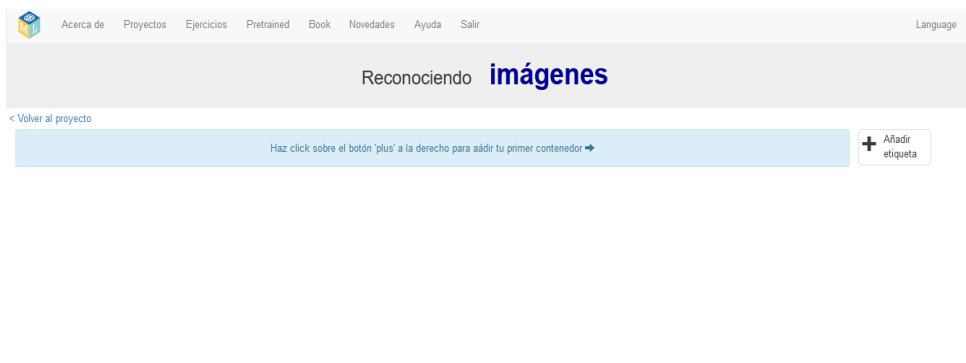 Acerca de Proyectos Ejercicios Pretrained Book Novedades Ayuda Salir Language
Reconociendo imágenes
< Volver al proyecto
Haz click sobre el botón 'plus' a la derecho para aádir tu primer contenedor
Añadir
etiqueta